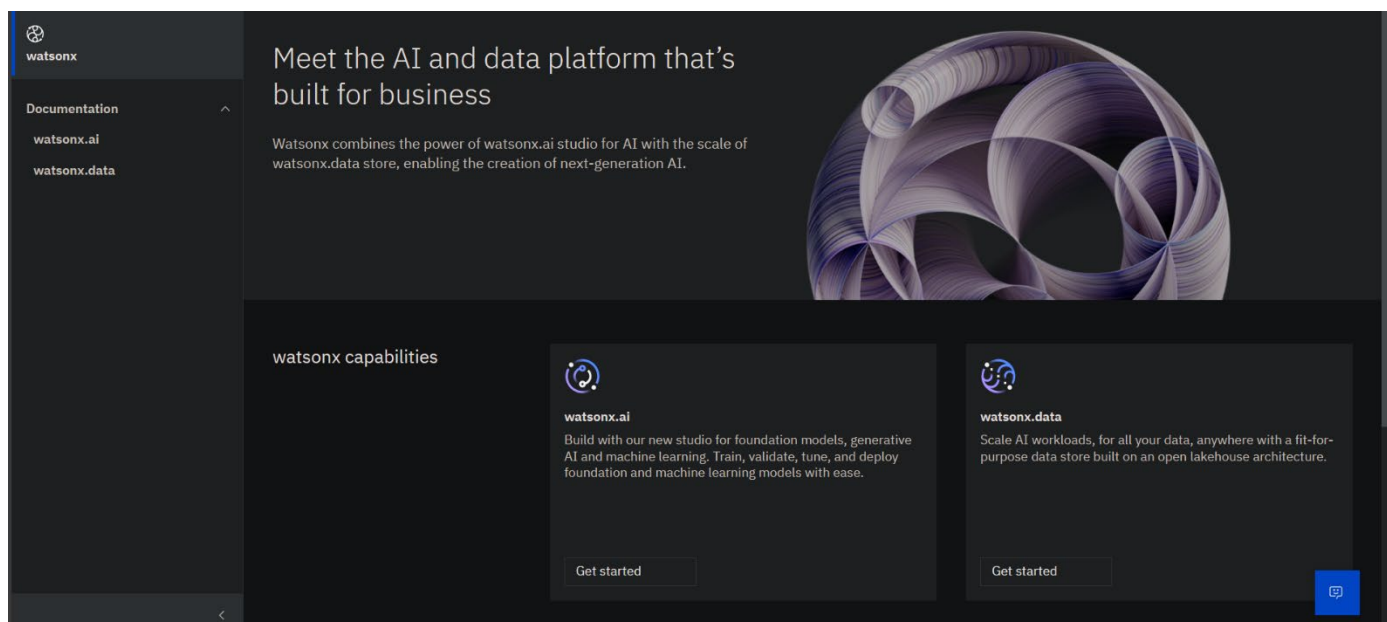 watsonx
Documentation
watsonx.ai
watsonx.data
Meet the AI and data platform that’s
built for business
Watsonx combines the power of watsonx.ai studio for AI with the scale of
watsonx.data store, enabling the creation of next-generation AI.
watsonx capabilities
watsonx.ai
Build with our new studio for foundation models, generative
AI and machine learning. Train, validate, tune, and deploy
foundation and machine learning models with ease.
Get started
watsonx.data
Scale AI workloads, for all your data, anywhere with a fit-for-
purpose data store built on an open lakehouse architecture.
Get started